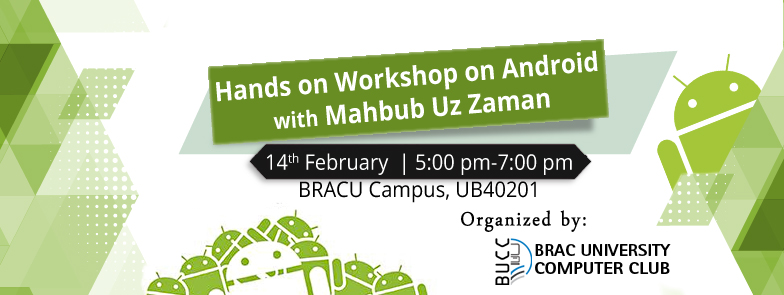 Hands on Workshop on Android
with Mahbub Uz Zaman
14th February | 5:00 pm-7:00 pm
BRACU Campus, UB40201
Organized by:
BUCC
BRAC UNIVERSITY
COMPUTER CLUB